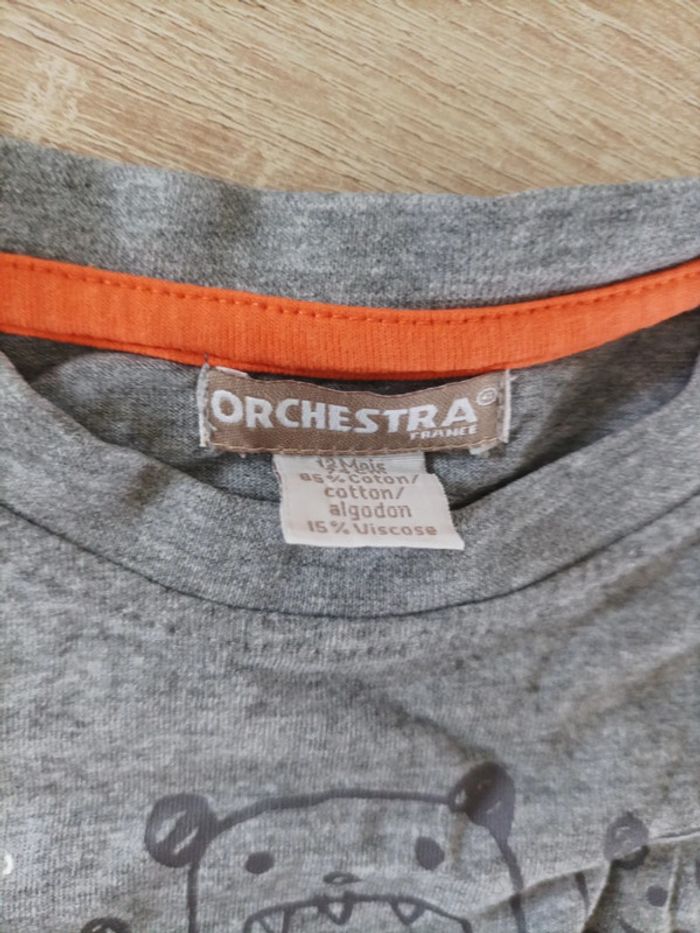 ORCHESTRA®
FRANCE
12 Mois
85% Coton/
cotton/
algodon
15% Viscose